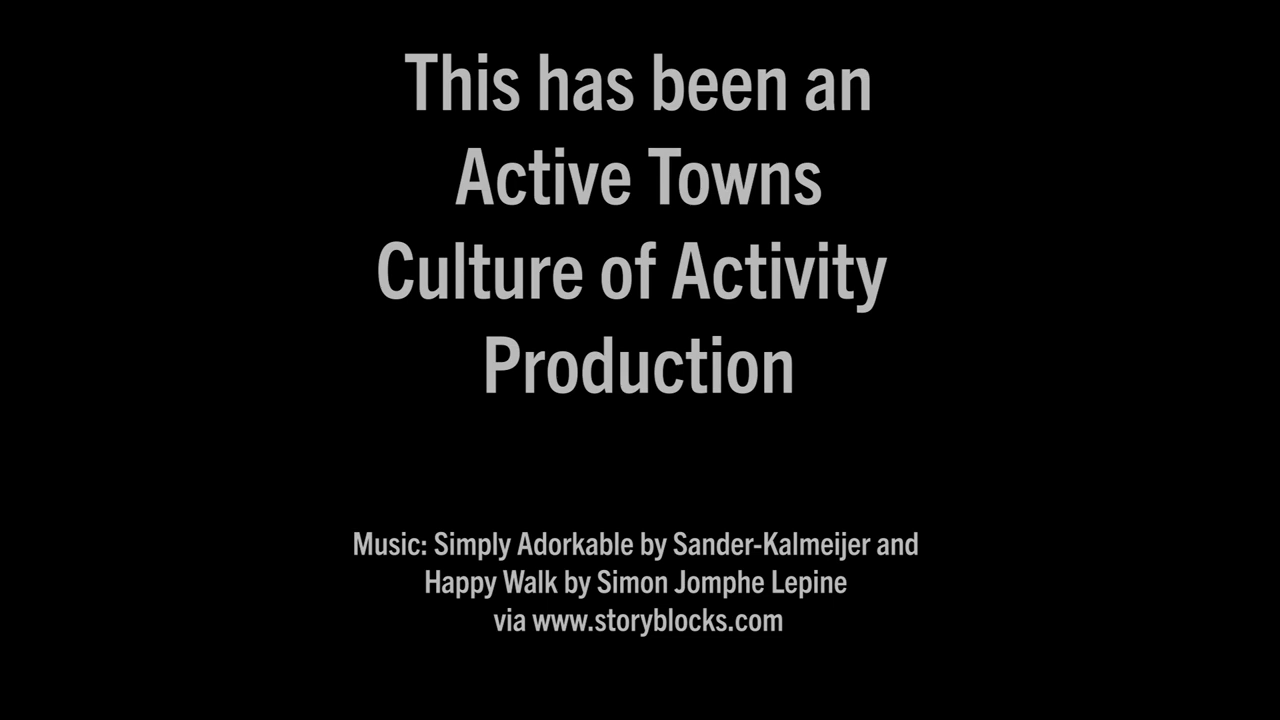 This has been an
Active Towns
Culture of Activity
Production
Music: Simply Adorkable by Sander-Kalmeijer and
Happy Walk by Simon Jomphe Lepine
via www.storyblocks.com